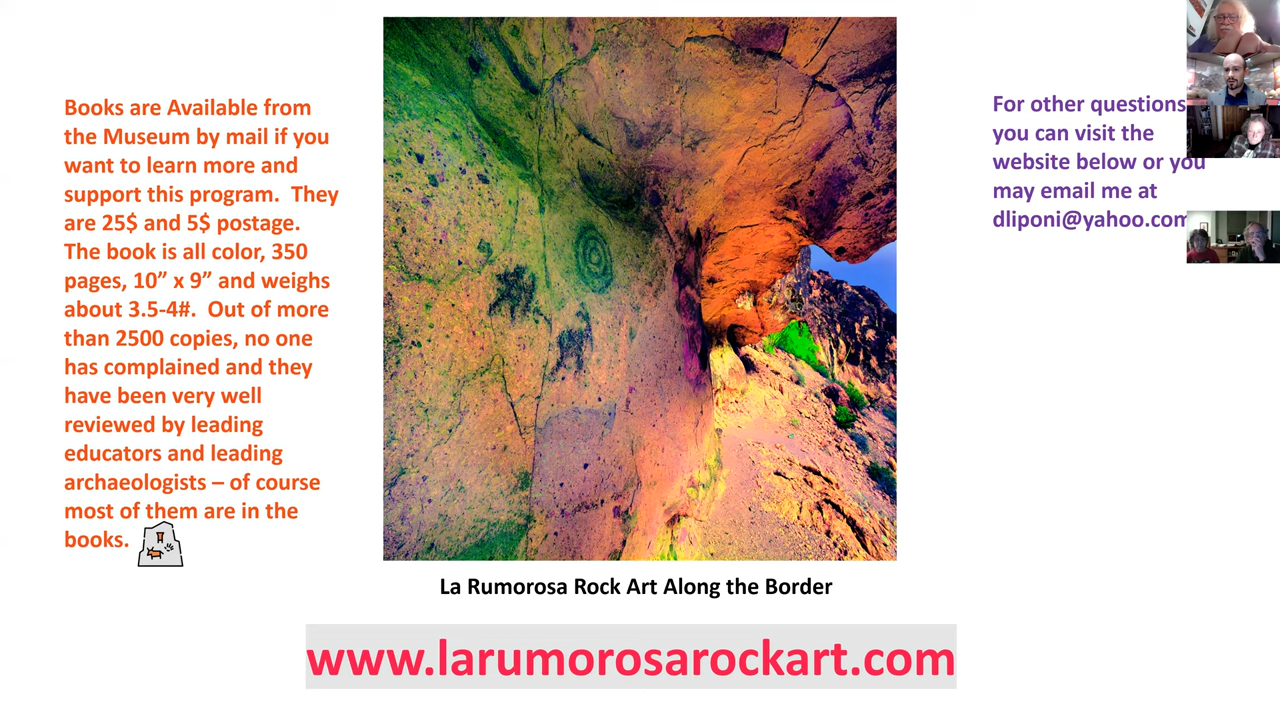 Books are Available from
the Museum by mail if you
want to learn more and
support this program. They
are 25$ and 5$ postage.
The book is all color, 350
pages, 10” x 9” and weighs
about 3.5-4#. Out of more
than 2500 copies, no one
has complained and they
have been very well
reviewed by leading
educators and leading
archaeologists – of course
most of them are in the
books.
La Rumorosa Rock Art Along the Border
www.larumorosarockart.com
For other questions
you can visit the
website below or you
may email me at
dliponi@yahoo.com